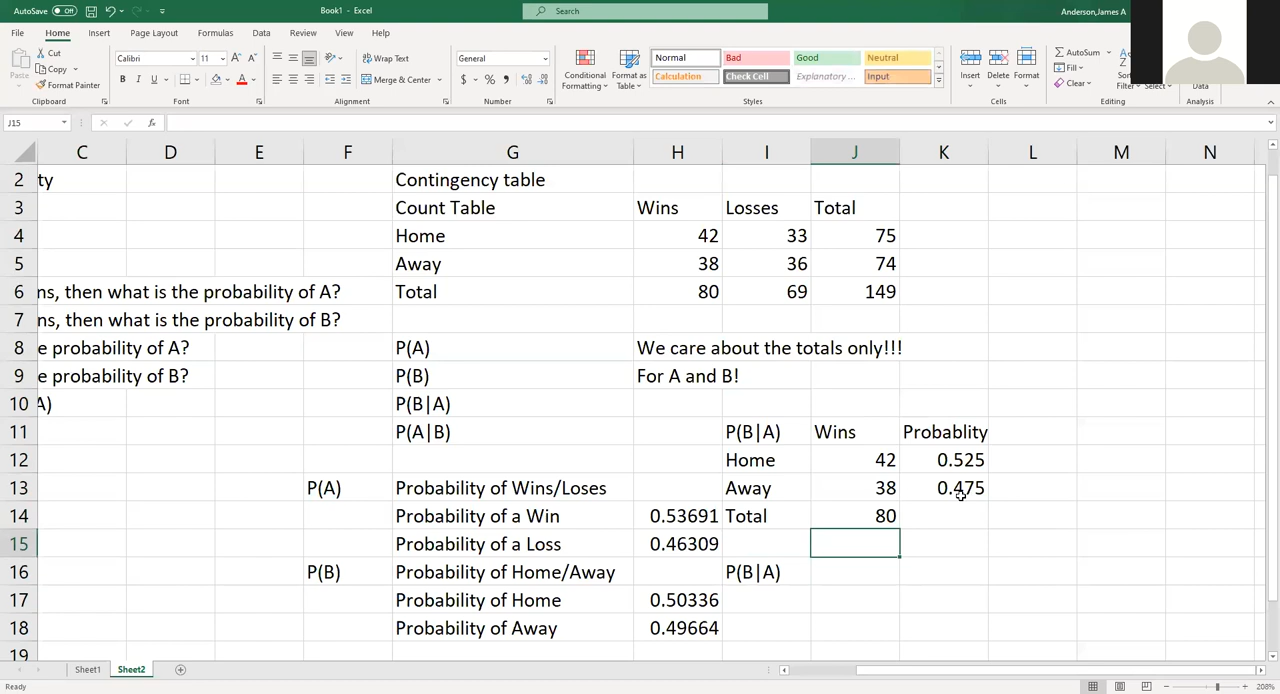 AutoSave Off Book1 - Excel Search Anderson,James A
File Home Insert Page Layout Formulas Data Review View Help
Paste Cut Copy Format Painter Clipboard
Calibri 11 B I U Font
Wrap Text Merge & Center Alignment
General $ % Number
Conditional Formatting Format as Table Normal Bad Good Neutral Calculation Check Cell Explanatory ... Input Styles
Insert Delete Format Cells
AutoSum Fill Clear Filter Select Editing
Data Analysis
J15 fx
C D E F G H I J K L M N
2 ty Contingency table
3 Count Table Wins Losses Total
4 Home 42 33 75
5 Away 38 36 74
6 ns, then what is the probability of A? Total 80 69 149
7 ns, then what is the probability of B?
8 e probability of A? P(A) We care about the totals only!!!
9 e probability of B? P(B) For A and B!
10 A) P(B|A)
11 P(A|B) P(B|A) Wins Probablity
12 Home 42 0.525
13 P(A) Probability of Wins/Loses Away 38 0.475
14 Probability of a Win 0.53691 Total 80
15 Probability of a Loss 0.46309
16 P(B) Probability of Home/Away P(B|A)
17 Probability of Home 0.50336
18 Probability of Away 0.49664
19
Sheet1 Sheet2
Ready 208%